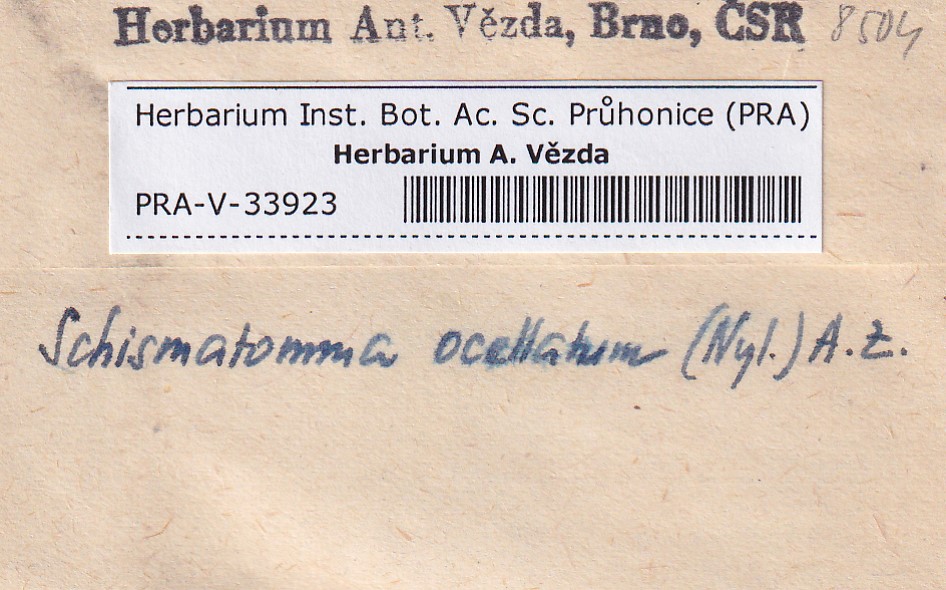 Herbarium Ant. Vězda, Brno, ČSR 8504
Herbarium Inst. Bot. Ac. Sc. Průhonice (PRA)
Herbarium A. Vězda
PRA-V-33923
Schismatomma ocellatum (Nyl.) A. Z.